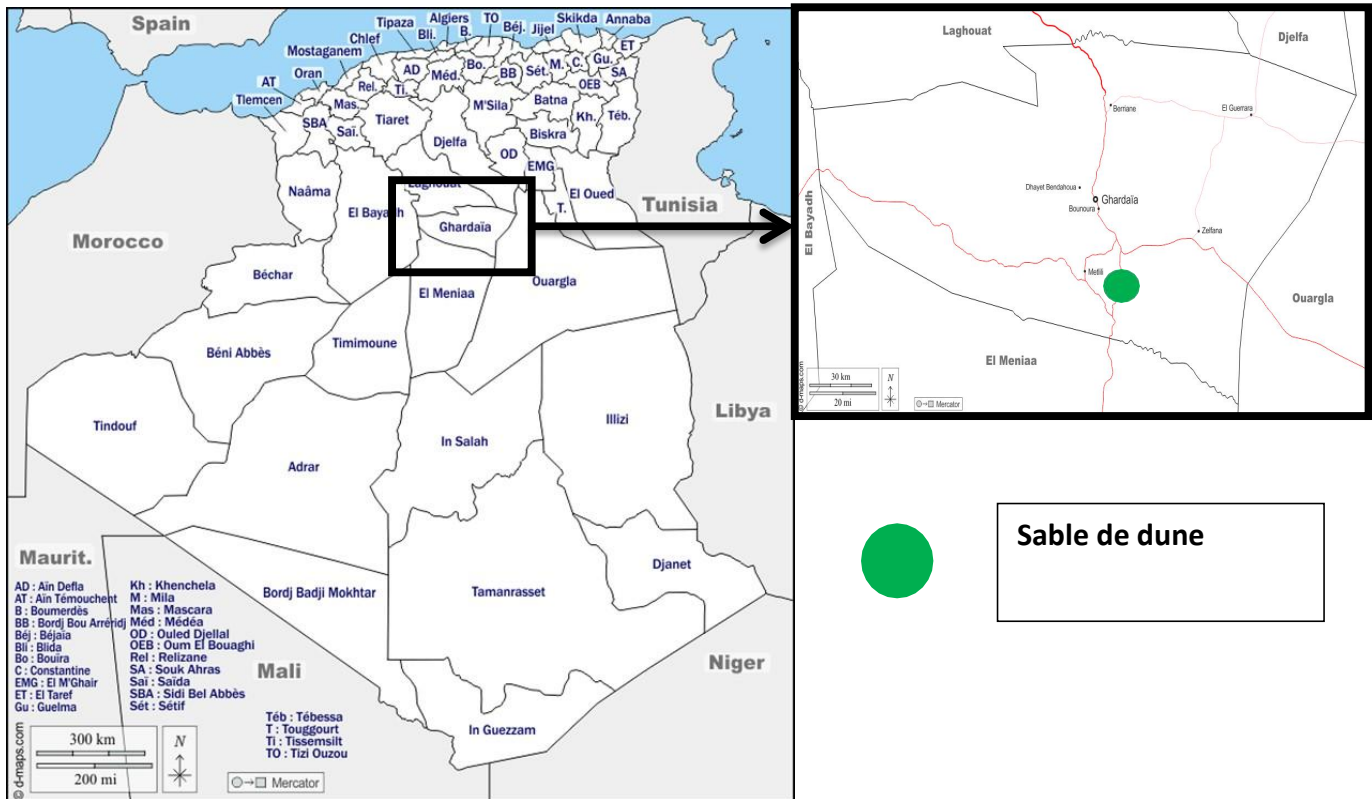 Spain
Algiers
TO
Skikda
Annaba
Tipaza
Bli.
B.
Béj.
Jijel
Chlef
Mostaganem
Oran
AT
Tlemcen
ET
Gu.
C.
M.
SA
AD
Méd.
Bo.
BB
Sét.
OEB
Rel.
Ti.
Mas.
M'Sila
Batna
Kh.
Téb.
SBA
Saï.
Tiaret
Djelfa
Biskra
OD
EMG
Naâma
Laghouat
El Oued
T.
Tunisia
El Bayadh
Ghardaïa
Morocco
Béchar
El Meniaa
Ouargla
Timimoune
Béni Abbès
Libya
Tindouf
Illizi
In Salah
Adrar
Maurit.
Djanet
Bordj Badji Mokhtar
Tamanrasset
Niger
Mali
In Guezzam
AD : Aïn Defla
AT : Aïn Témouchent
B : Boumerdès
BB : Bordj Bou Arréridj
Béj : Béjaïa
Bli : Blida
Bo : Bouïra
C : Constantine
EMG : El M'Ghair
ET : El Taref
Gu : Guelma
Kh : Khenchela
M : Mila
Mas : Mascara
Méd : Médéa
OD : Ouled Djellal
OEB : Oum El Bouaghi
Rel : Relizane
SA : Souk Ahras
Saï : Saïda
SBA : Sidi Bel Abbès
Sét : Sétif
Téb : Tébessa
T : Touggourt
Ti : Tissemsilt
TO : Tizi Ouzou
300 km
200 mi
N
Mercator
© d-maps.com
Laghouat
Djelfa
Berriane
El Guerrara
Dhayet Bendahoua
Ghardaïa
Bounoura
El Bayadh
Zelfana
Metlili
Ouargla
El Meniaa
30 km
20 mi
N
Mercator
© d-maps.com
Sable de dune